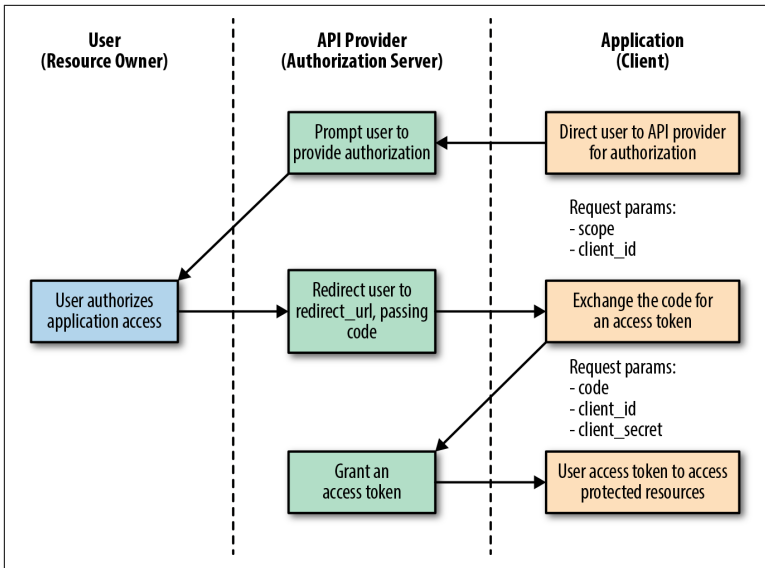 User
(Resource Owner)
API Provider
(Authorization Server)
Application
(Client)
Prompt user to
provide authorization
Direct user to API provider
for authorization
Request params:
- scope
- client_id
User authorizes
application access
Redirect user to
redirect_url, passing
code
Exchange the code for
an access token
Request params:
- code
- client_id
- client_secret
Grant an
access token
User access token to access
protected resources